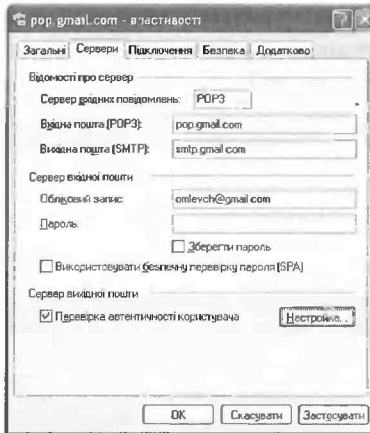 pop.gmail.com - властивості
Загальні Сервери Підключення Безпека Додатково
Відомості про сервер
Сервер вхідних повідомлень: POP3
Вхідна пошта (POP3): pop.gmail.com
Вихідна пошта (SMTP): smtp.gmail.com
Сервер вхідної пошти
Обліковий запис: omlevch@gmail.com
Пароль:
Зберегти пароль
Використовувати безпечну перевірку пароля (SPA)
Сервер вихідної пошти
Перевірка автентичності користувача Настройка...
ОК Скасувати Застосувати